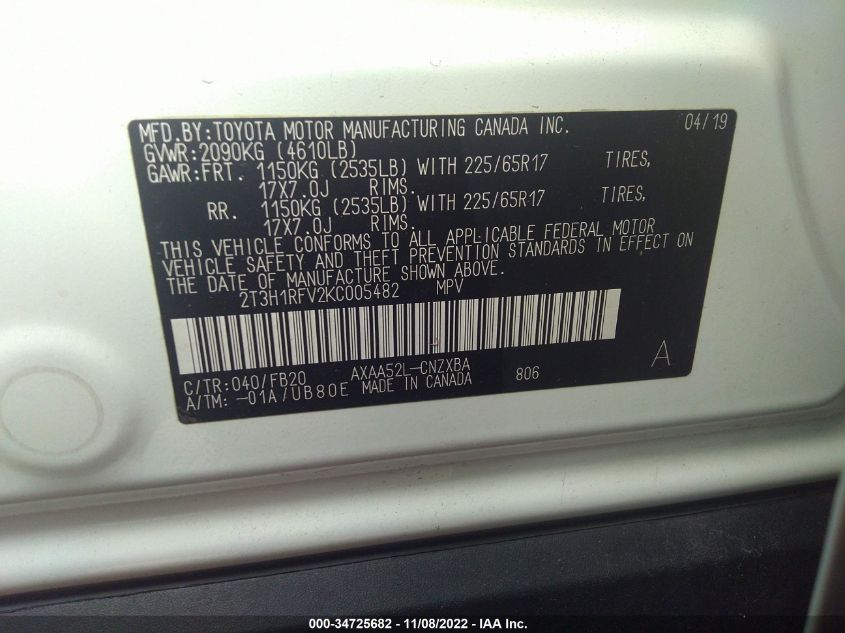 MFD.BY:TOYOTA MOTOR MANUFACTURING CANADA INC. 04/19
GVWR:2090KG (4610LB)
GAWR:FRT. 1150KG (2535LB) WITH 225/65R17 TIRES,
17X7.0J RIMS.
RR. 1150KG (2535LB) WITH 225/65R17 TIRES,
17X7.0J RIMS.
THIS VEHICLE CONFORMS TO ALL APPLICABLE FEDERAL MOTOR
VEHICLE SAFETY AND THEFT PREVENTION STANDARDS IN EFFECT ON
THE DATE OF MANUFACTURE SHOWN ABOVE.
2T3H1RFV2KC005482 MPV
C/TR:040/FB20 AXAA52L-CNZXBA 806 A
A/TM: -01A/UB80E MADE IN CANADA
000-34725682 - 11/08/2022 - IAA Inc.